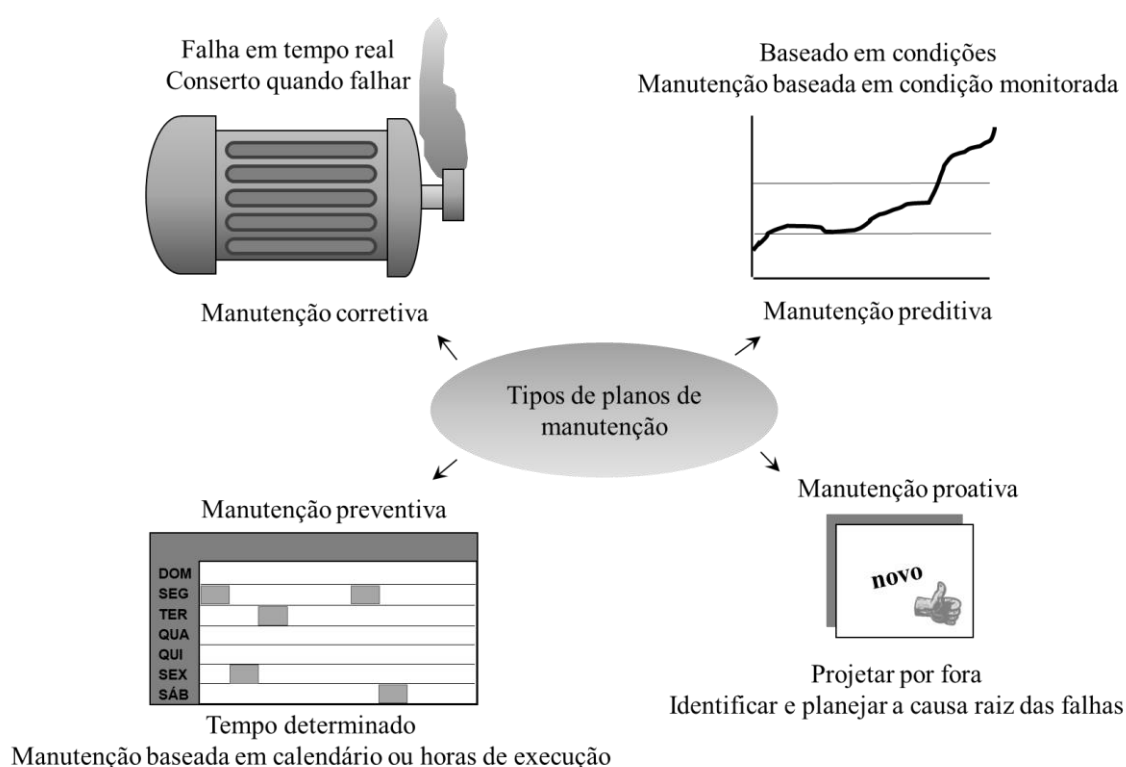 Falha em tempo real
Conserto quando falhar
Manutenção corretiva
Baseado em condições
Manutenção baseada em condição monitorada
Manutenção preditiva
Tipos de planos de
manutenção
Manutenção preventiva
DOM
SEG
TER
QUA
QUI
SEX
SÁB
Tempo determinado
Manutenção baseada em calendário ou horas de execução
Manutenção proativa
novo
Projetar por fora
Identificar e planejar a causa raiz das falhas